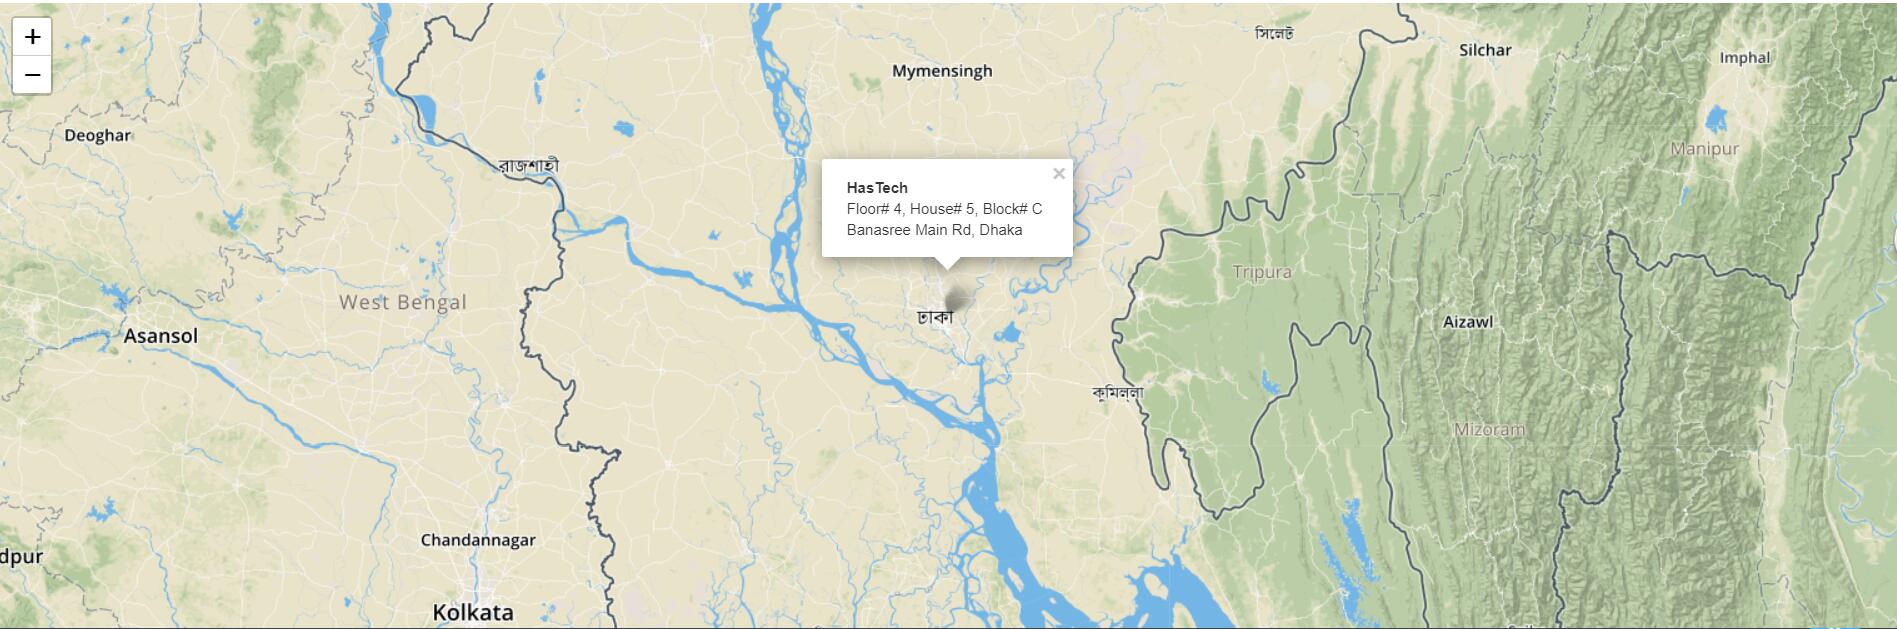 +
−
সিলেট
Silchar
Imphal
Mymensingh
Deoghar
Manipur
রাজশাহী
×
HasTech
Floor# 4, House# 5, Block# C
Banasree Main Rd, Dhaka
Tripura
West Bengal
ঢাকা
Aizawl
Asansol
কুমিল্লা
Mizoram
Chandannagar
dpur
Kolkata